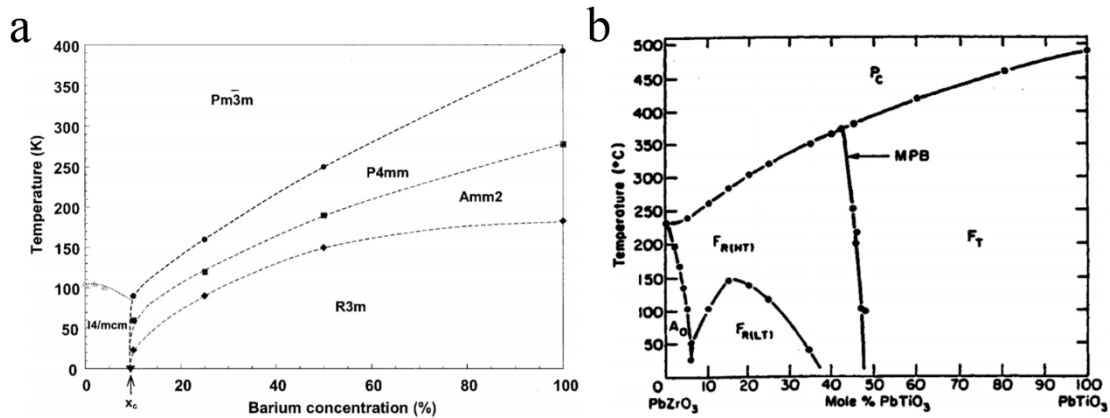 a
400
350
300
250
200
150
100
50
0
Temperature (K)
Pm3̄m
P4mm
Amm2
R3m
I4/mcm
0
20
40
60
80
100
xc
Barium concentration (%)
b
500
450
400
350
300
250
200
150
100
50
0
Temperature (°C)
PC
MPB
FR(HT)
FT
AO
FR(LT)
0 10 20 30 40 50 60 70 80 90 100
PbZrO3 Mole % PbTiO3 PbTiO3